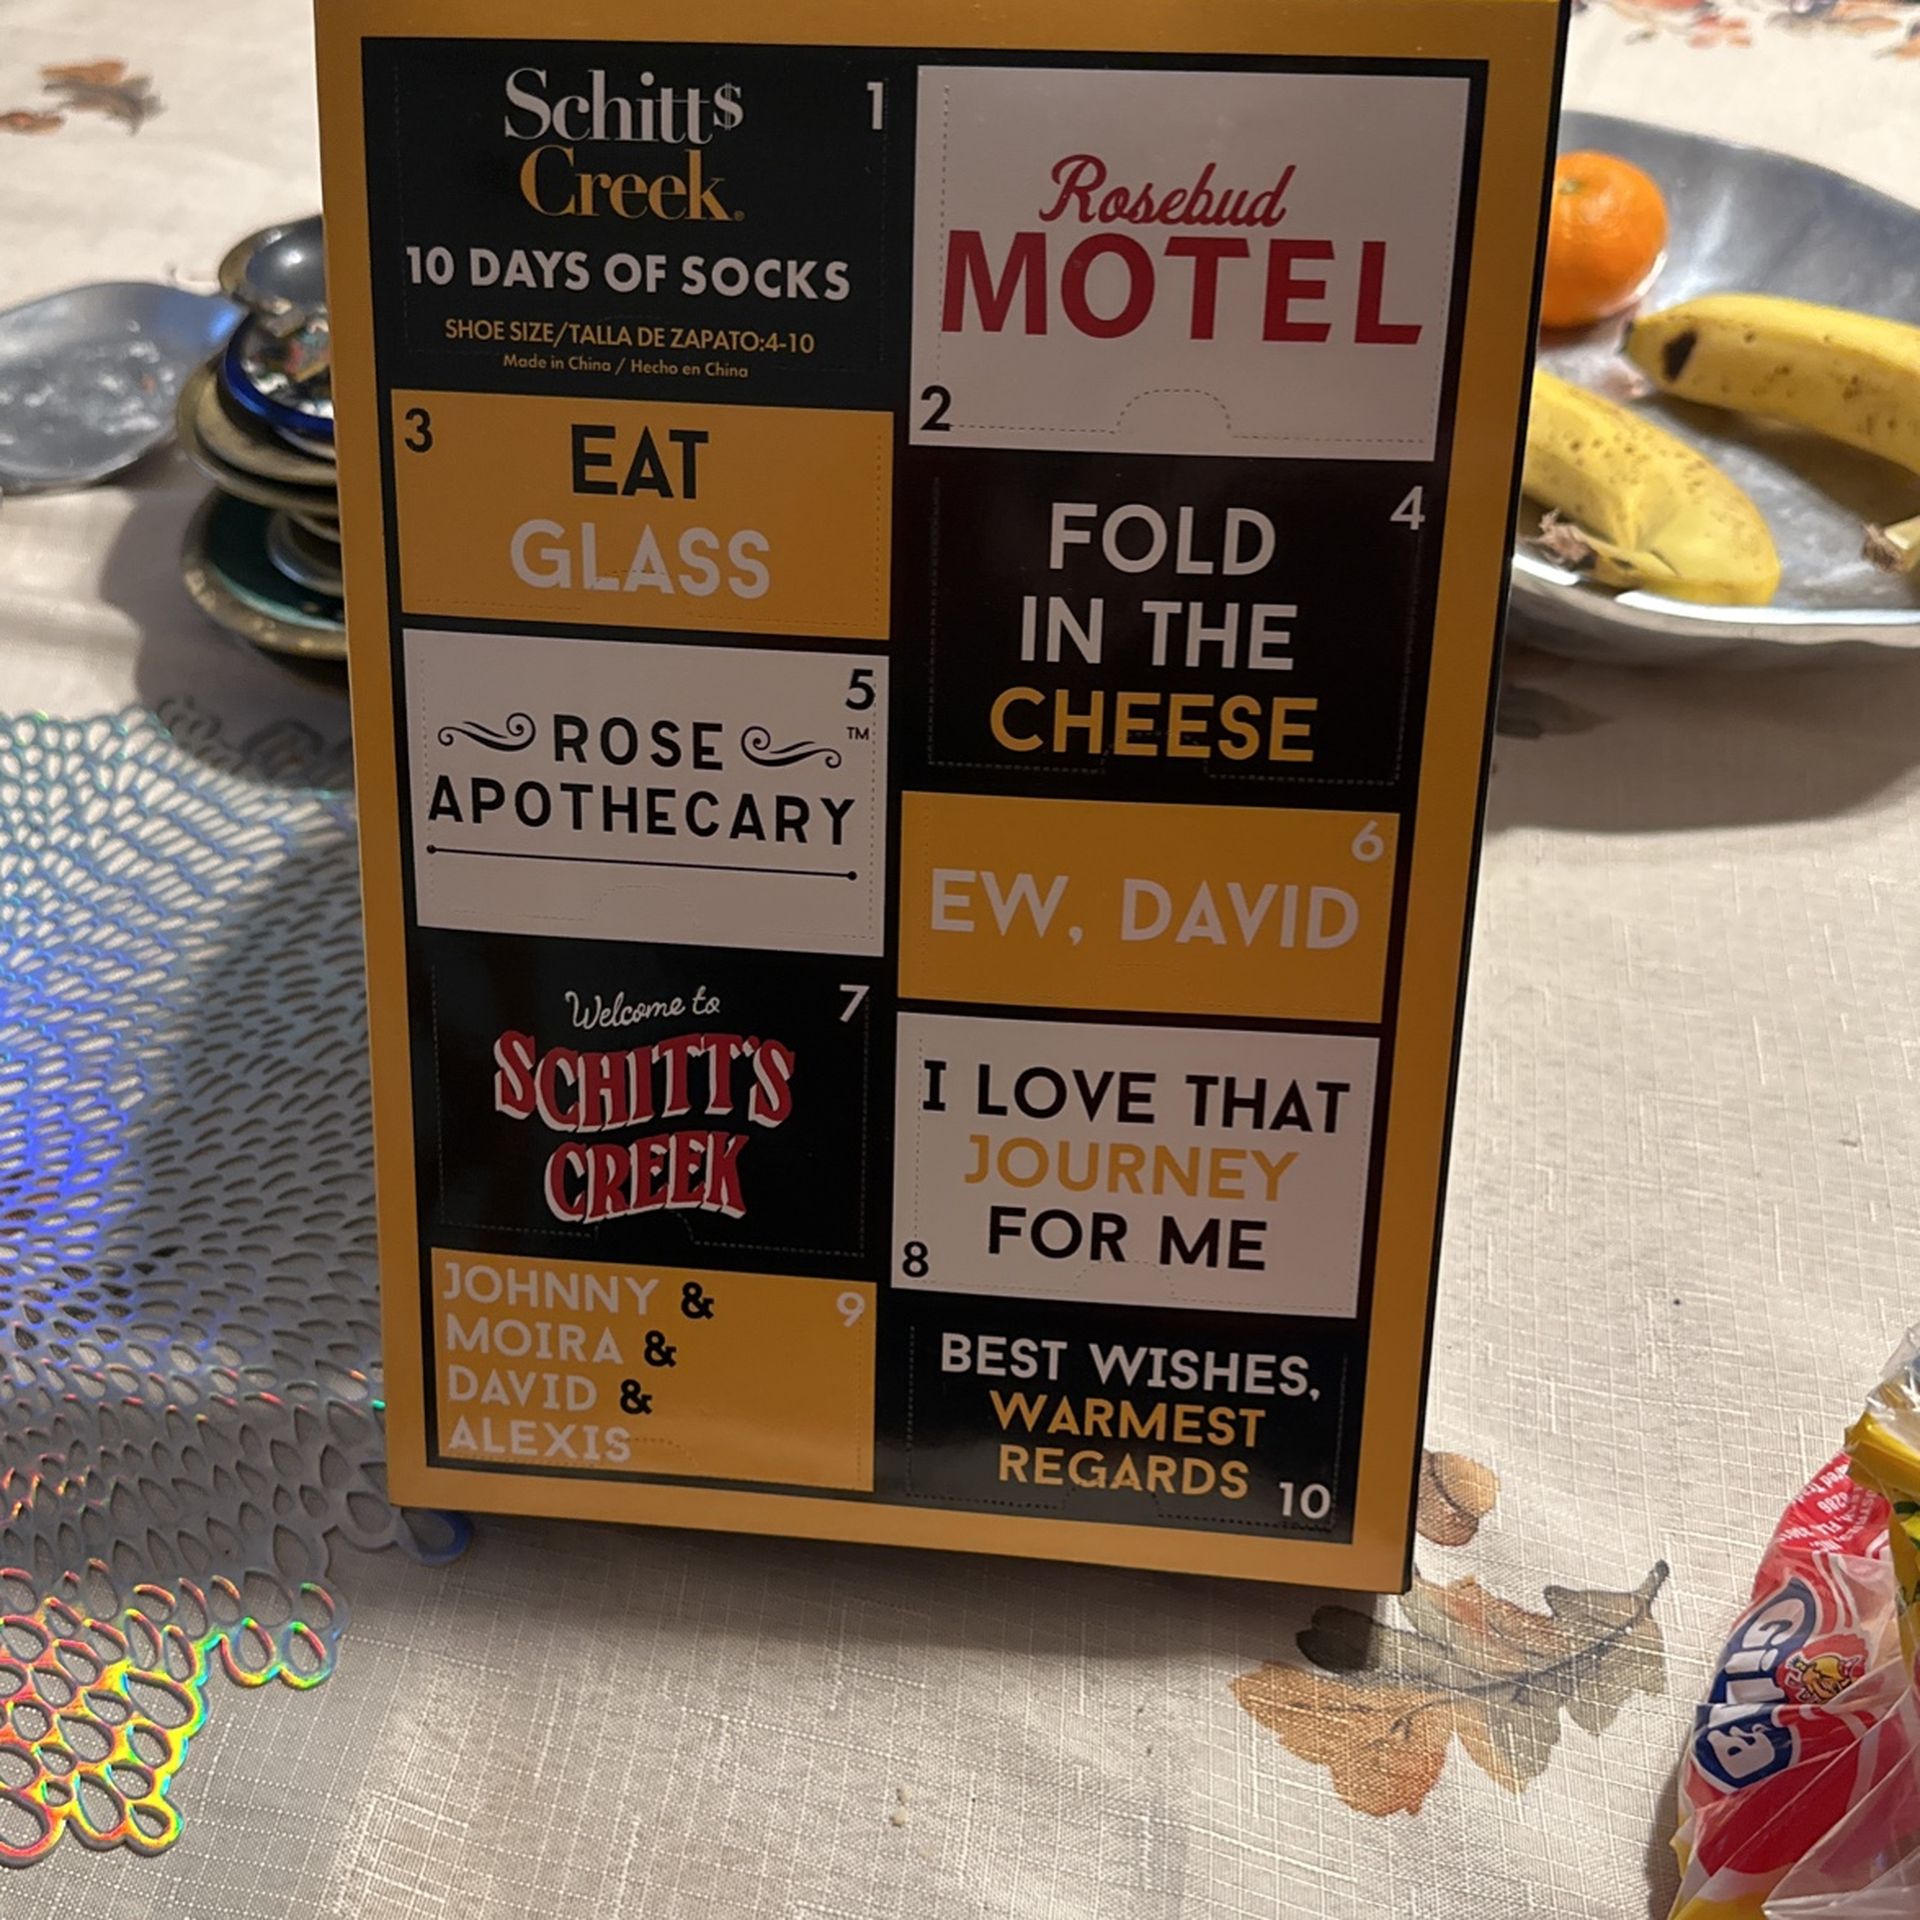 Schitt$
Creek®
1
10 DAYS OF SOCKS
SHOE SIZE/TALLA DE ZAPATO:4-10
Made in China / Hecho en China
Rosebud
MOTEL
2
3
EAT
GLASS
4
FOLD
IN THE
CHEESE
5
ROSE ™
APOTHECARY
6
EW, DAVID
7
Welcome to
SCHITT'S
CREEK
I LOVE THAT
JOURNEY
FOR ME
8
JOHNNY &
MOIRA &
DAVID &
ALEXIS
9
BEST WISHES,
WARMEST
REGARDS
10